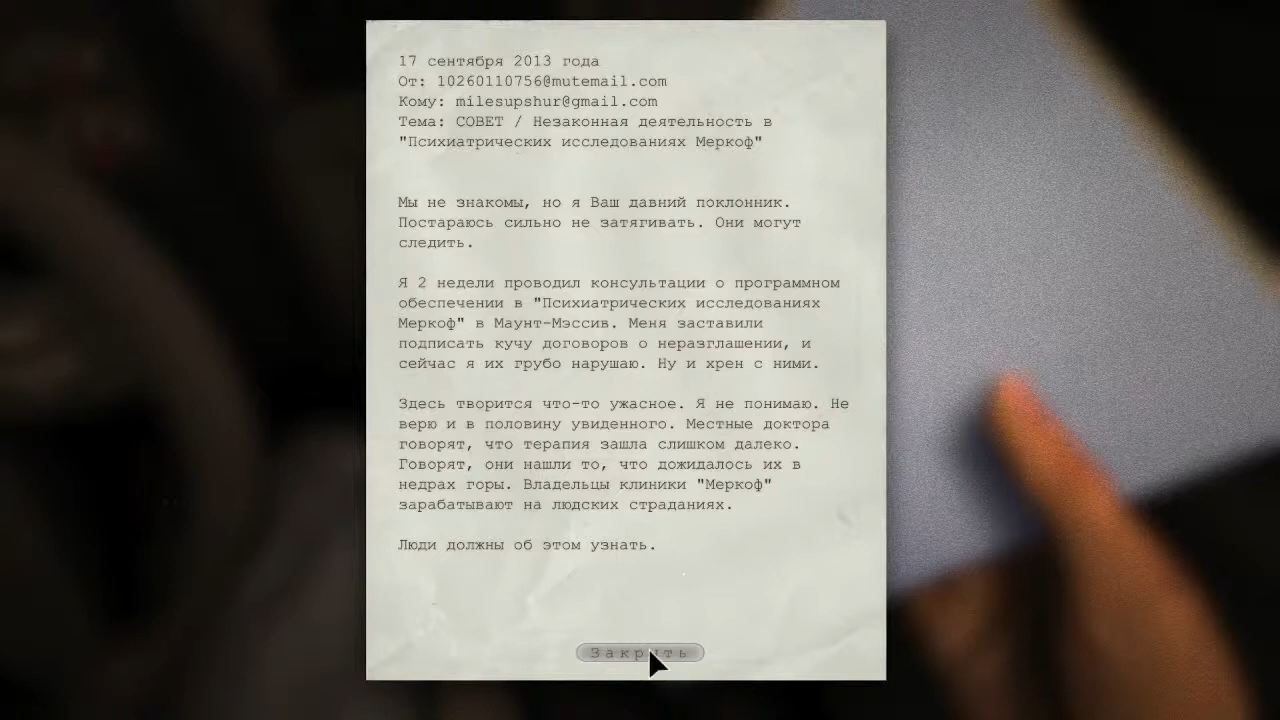 17 сентября 2013 года
От: 10260110756@mutemail.com
Кому: milesupshur@gmail.com
Тема: СОВЕТ / Незаконная деятельность в
"Психиатрических исследованиях Меркоф"
Мы не знакомы, но я Ваш давний поклонник.
Постараюсь сильно не затягивать. Они могут
следить.
Я 2 недели проводил консультации о программном
обеспечении в "Психиатрических исследованиях
Меркоф" в Маунт-Мэссив. Меня заставили
подписать кучу договоров о неразглашении, и
сейчас я их грубо нарушаю. Ну и хрен с ними.
Здесь творится что-то ужасное. Я не понимаю. Не
верю и в половину увиденного. Местные доктора
говорят, что терапия зашла слишком далеко.
Говорят, они нашли то, что дожидалось их в
недрах горы. Владельцы клиники "Меркоф"
зарабатывают на людских страданиях.
Люди должны об этом узнать.
Закрыть